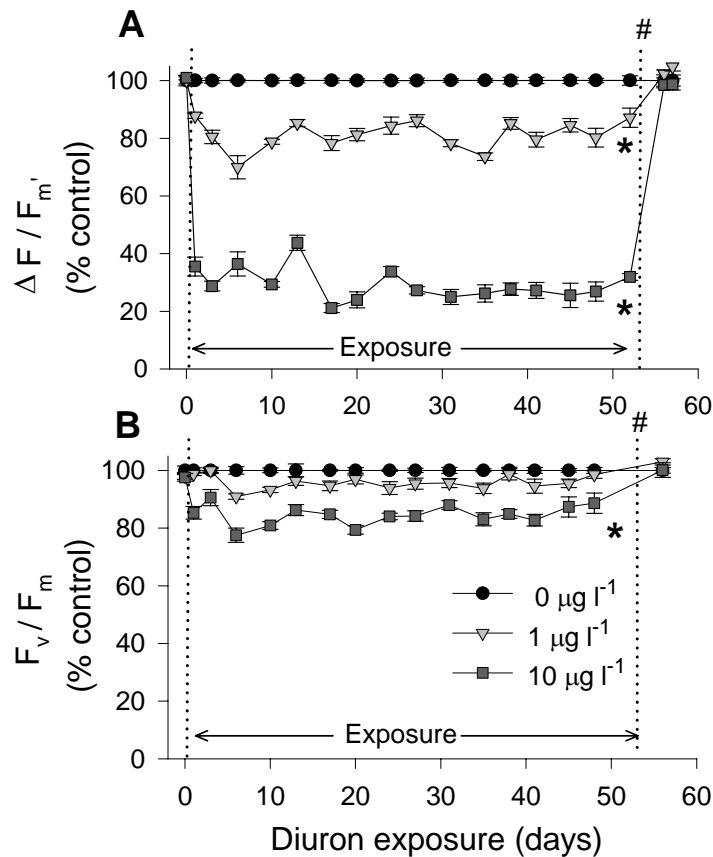 A
#
Δ F / Fm'
(% control)
100
80
60
40
20
0
*
*
Exposure
0 10 20 30 40 50 60
B
#
Fv / Fm
(% control)
100
80
60
40
20
0
*
0 μg l-1
1 μg l-1
10 μg l-1
Exposure
0 10 20 30 40 50 60
Diuron exposure (days)